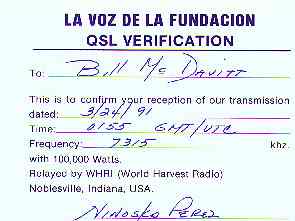 LA VOZ DE LA FUNDACION
QSL VERIFICATION
To: Bill McDavitt
This is to confirm your reception of our transmission
dated: 3/24/91
Time: 0155 GMT/UTC
Frequency: 7315 khz.
with 100,000 Watts.
Relayed by WHRI (World Harvest Radio)
Noblesville, Indiana, USA.
Ninoska Perez